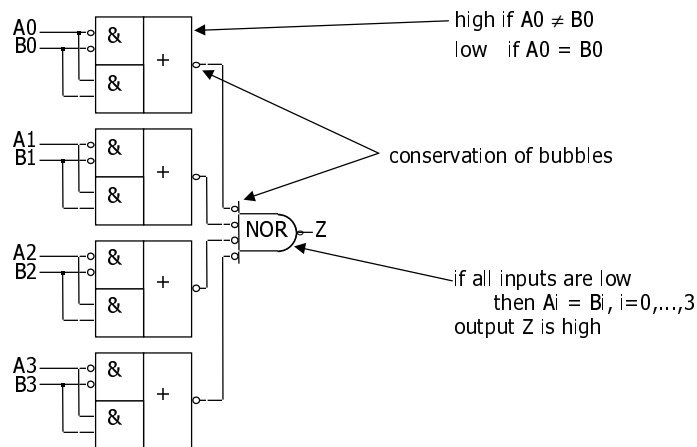 A0
B0
&
&
+
high if A0 ≠ B0
low if A0 = B0
A1
B1
&
&
+
conservation of bubbles
NOR
Z
A2
B2
&
&
+
if all inputs are low
then Ai = Bi, i=0,...,3
output Z is high
A3
B3
&
&
+